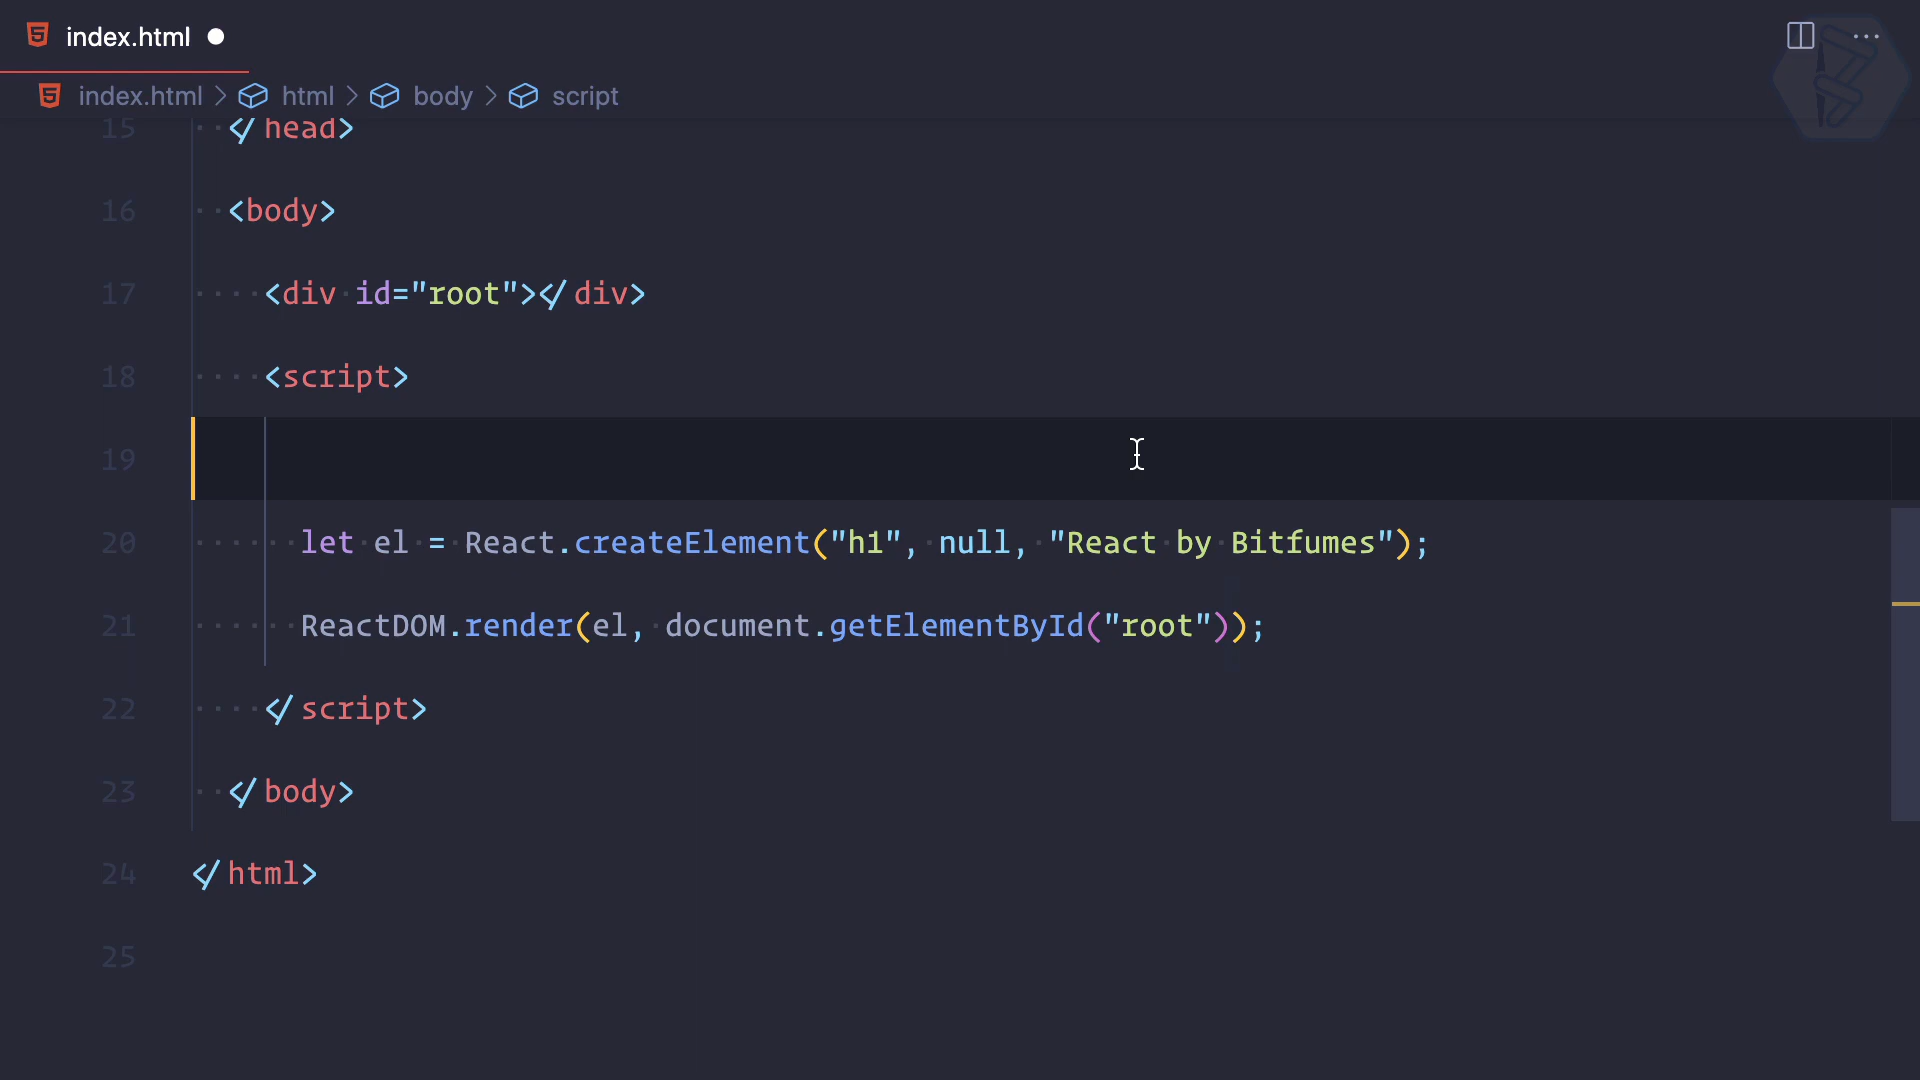 index.html
index.html > html > body > script
15 </head>
16 <body>
17 <div id="root"></div>
18 <script>
19
20 let el = React.createElement("h1", null, "React by Bitfumes");
21 ReactDOM.render(el, document.getElementById("root"));
22 </script>
23 </body>
24 </html>
25